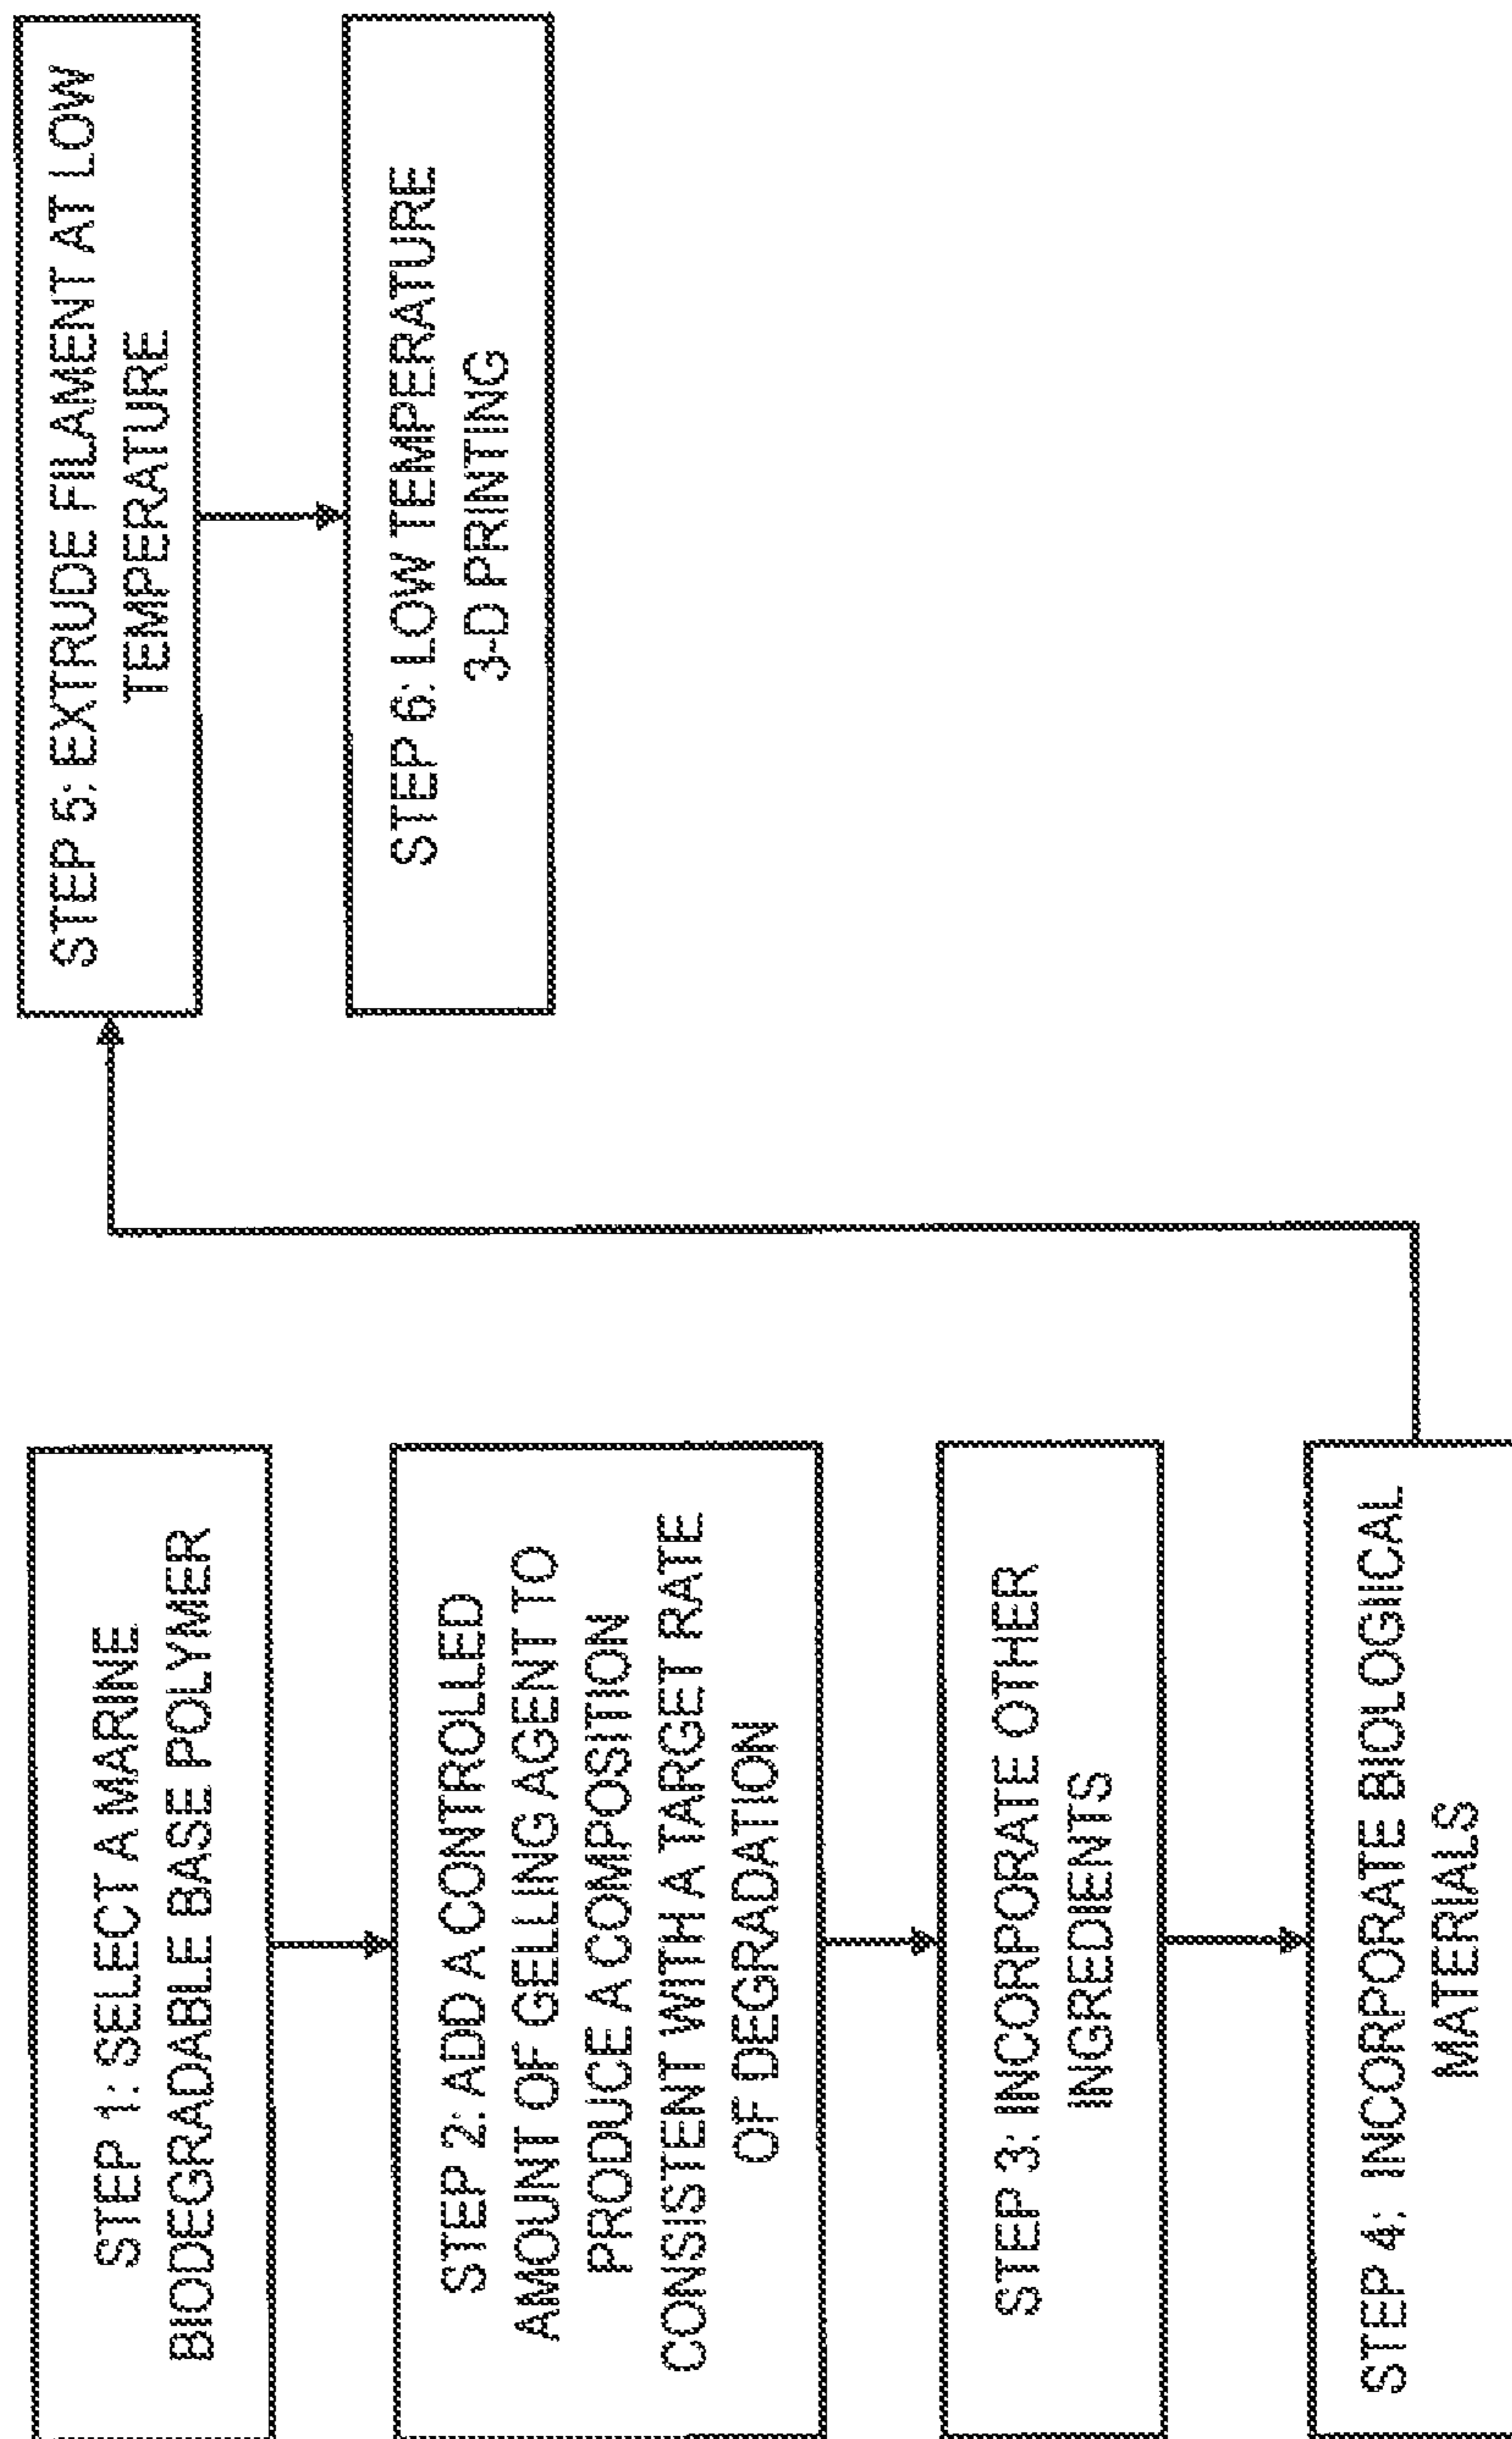 STEP 1: SELECT A MARINE
BIODEGRADABLE BASE POLYMER
STEP 2: ADD A CONTROLLED
AMOUNT OF GELLING AGENT TO
PRODUCE A COMPOSITION
CONSISTENT WITH A TARGET RATE
OF DEGRADATION
STEP 3: INCORPORATE OTHER
INGREDIENTS
STEP 4: INCORPORATE BIOLOGICAL
MATERIALS
STEP 5: EXTRUDE FILAMENT AT LOW
TEMPERATURE
STEP 6: LOW TEMPERATURE
3-D PRINTING